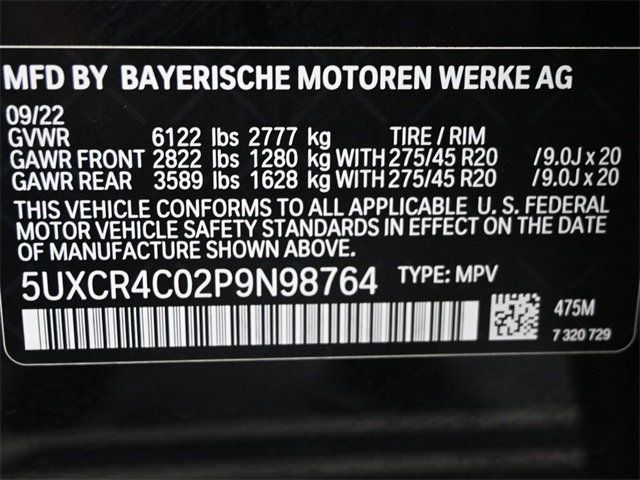 MFD BY BAYERISCHE MOTOREN WERKE AG
09/22
GVWR 6122 lbs 2777 kg TIRE / RIM
GAWR FRONT 2822 lbs 1280 kg WITH 275/45 R20 /9.0J x 20
GAWR REAR 3589 lbs 1628 kg WITH 275/45 R20 /9.0J x 20
THIS VEHICLE CONFORMS TO ALL APPLICABLE U. S. FEDERAL
MOTOR VEHICLE SAFETY STANDARDS IN EFFECT ON THE DATE
OF MANUFACTURE SHOWN ABOVE.
5UXCR4C02P9N98764 TYPE: MPV
475M
7 320 729